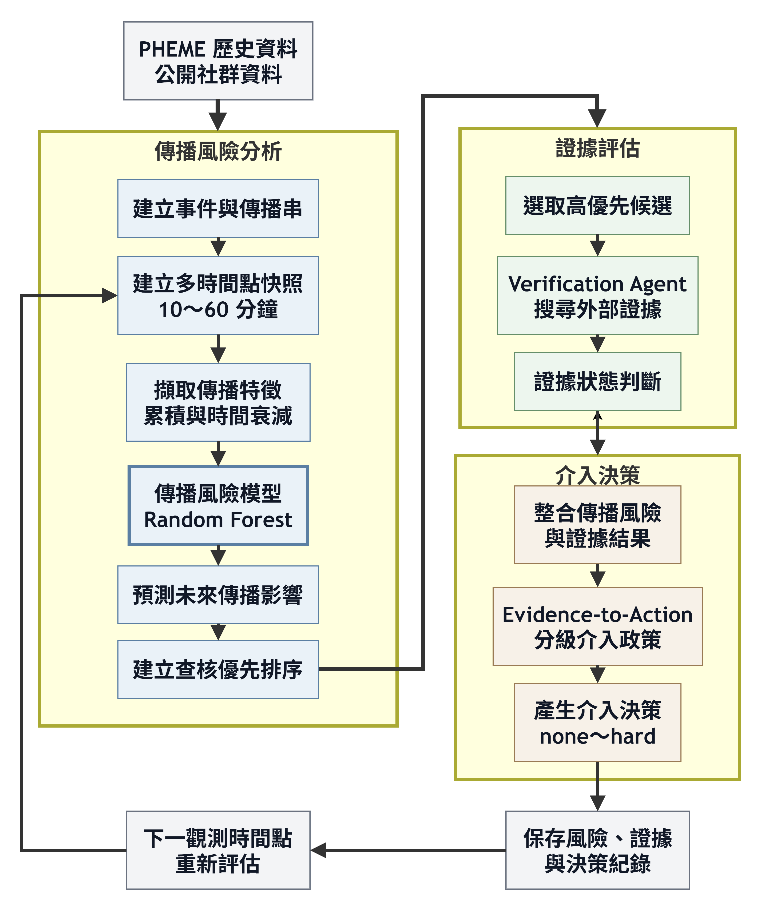 PHEME 歷史資料
公開社群資料
傳播風險分析
建立事件與傳播串
建立多時間點快照
10～60 分鐘
擷取傳播特徵
累積與時間衰減
傳播風險模型
Random Forest
預測未來傳播影響
建立查核優先排序
證據評估
選取高優先候選
Verification Agent
搜尋外部證據
證據狀態判斷
介入決策
整合傳播風險
與證據結果
Evidence-to-Action
分級介入政策
產生介入決策
none～hard
保存風險、證據
與決策紀錄
下一觀測時間點
重新評估